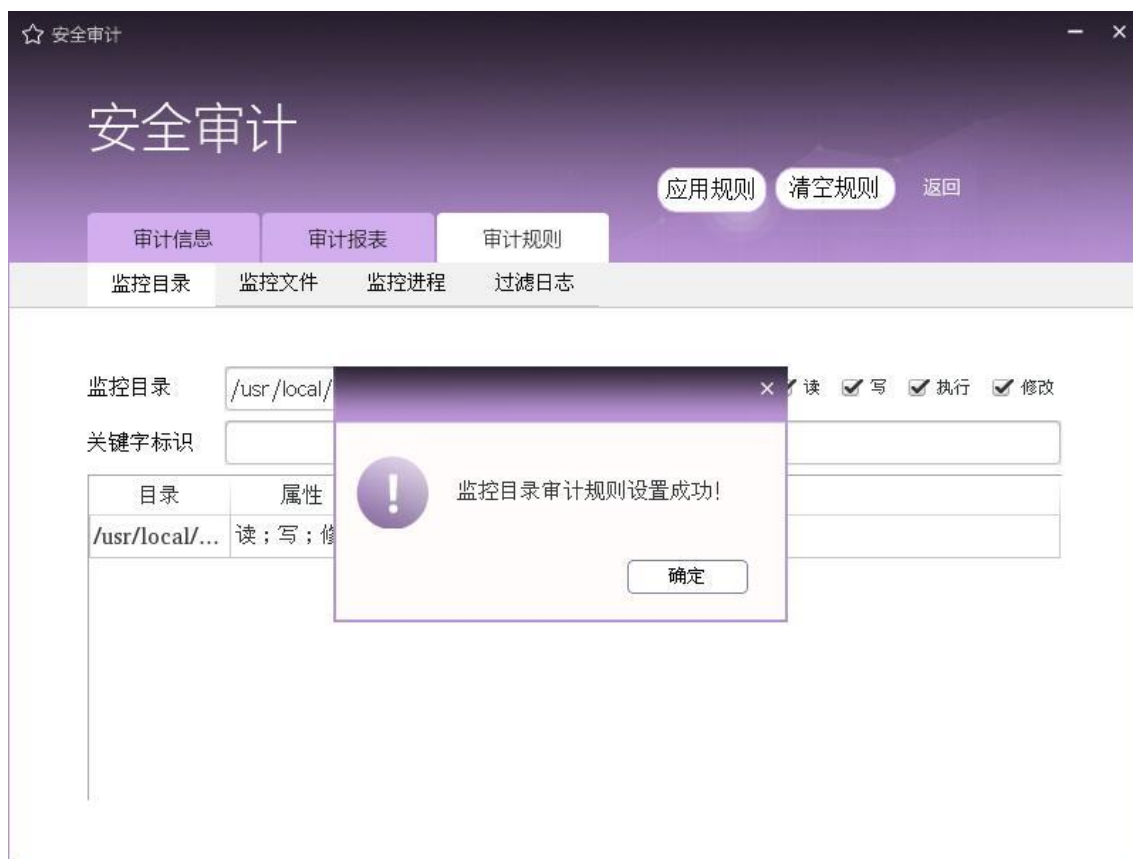 安全审计
安全审计
应用规则 清空规则 返回
审计信息 审计报表 审计规则
监控目录 监控文件 监控进程 过滤日志
监控目录 /usr/local/ 读 写 执行 修改
关键字标识
监控目录审计规则设置成功!
目录 属性
/usr/local/... 读；写；修
确定